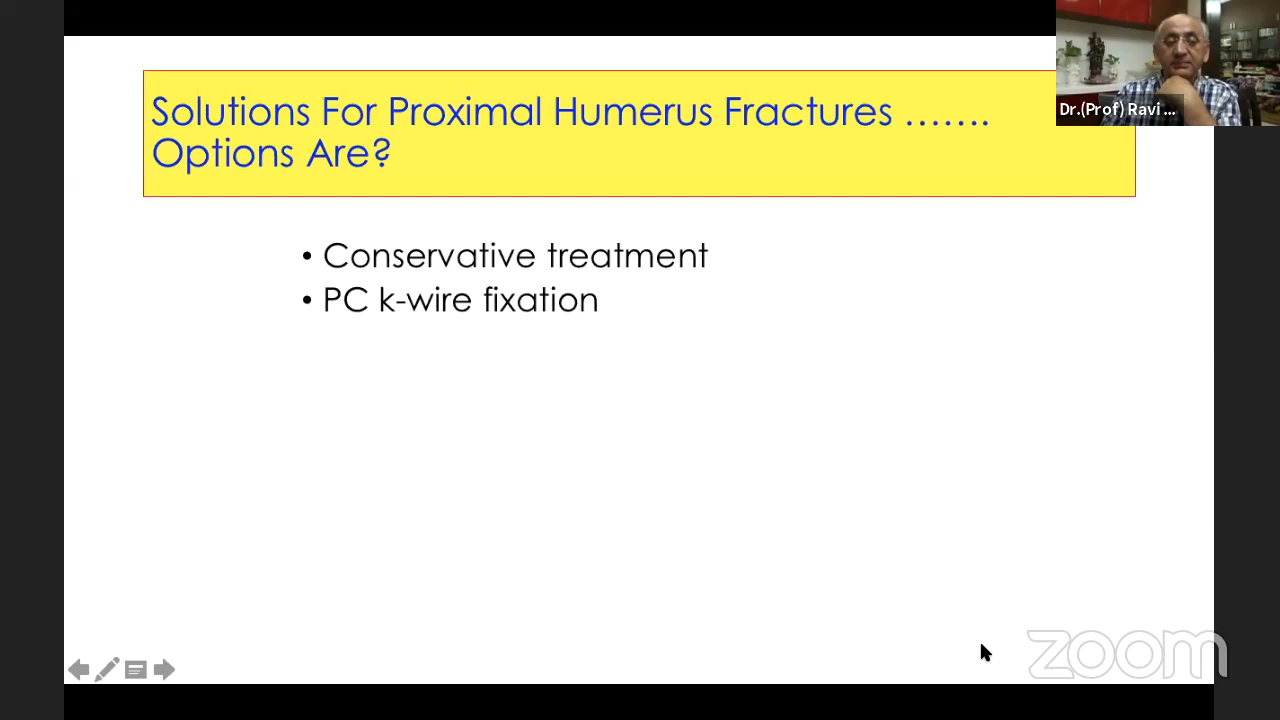 Solutions For Proximal Humerus Fractures …….
Options Are?
Dr.(Prof) Ravi ...
• Conservative treatment
• PC k-wire fixation
zoom